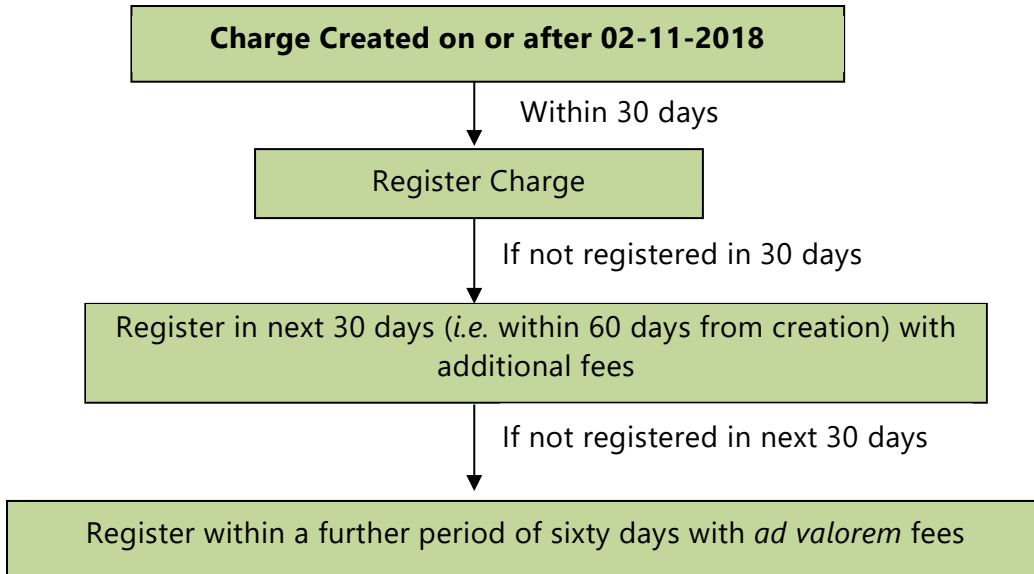 Charge Created on or after 02-11-2018
Within 30 days
Register Charge
If not registered in 30 days
Register in next 30 days (i.e. within 60 days from creation) with
additional fees
If not registered in next 30 days
Register within a further period of sixty days with ad valorem fees